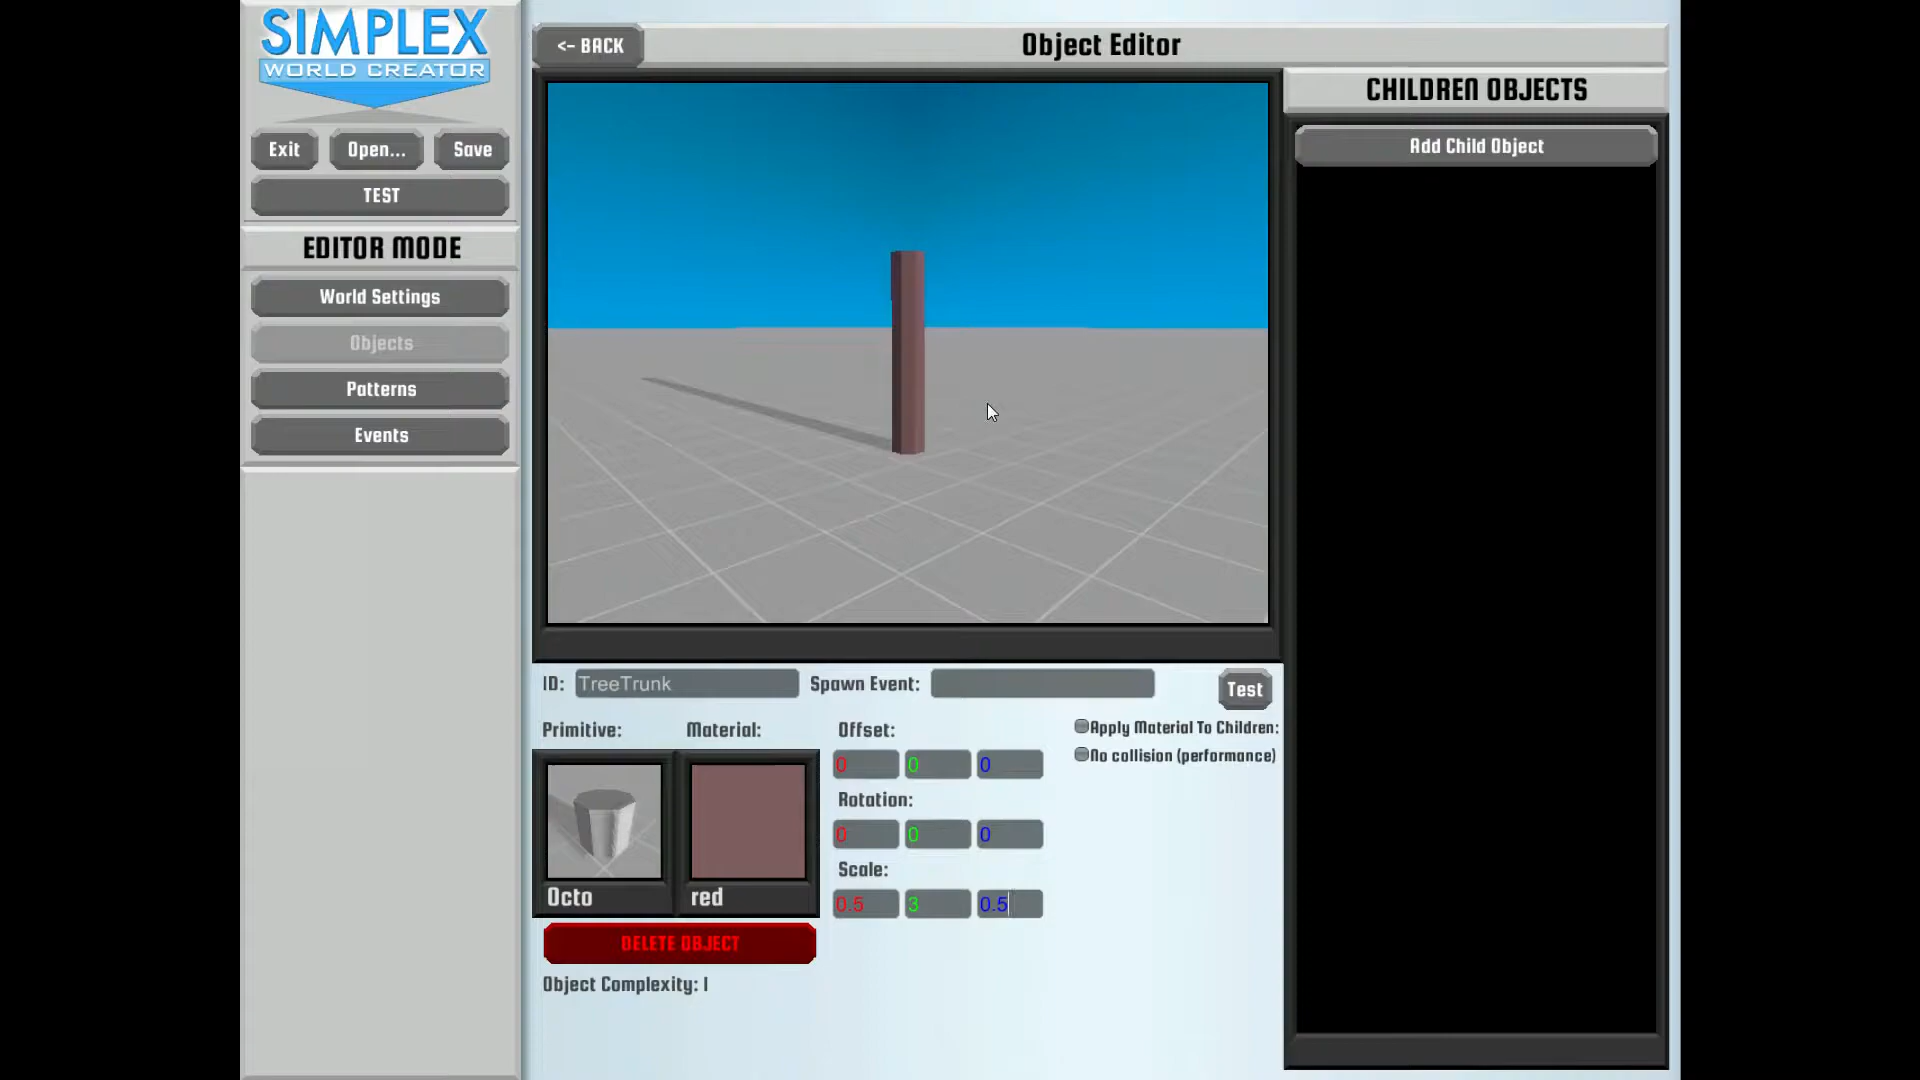 SIMPLEX
WORLD CREATOR
Exit
Open...
Save
TEST
EDITOR MODE
World Settings
Objects
Patterns
Events
<- BACK
Object Editor
CHILDREN OBJECTS
Add Child Object
ID: TreeTrunk
Spawn Event:
Test
Primitive:
Material:
Octo
red
DELETE OBJECT
Object Complexity: 1
Offset:
0 0 0
Rotation:
0 0 0
Scale:
0.5 3 0.5
Apply Material To Children:
No collision (performance)